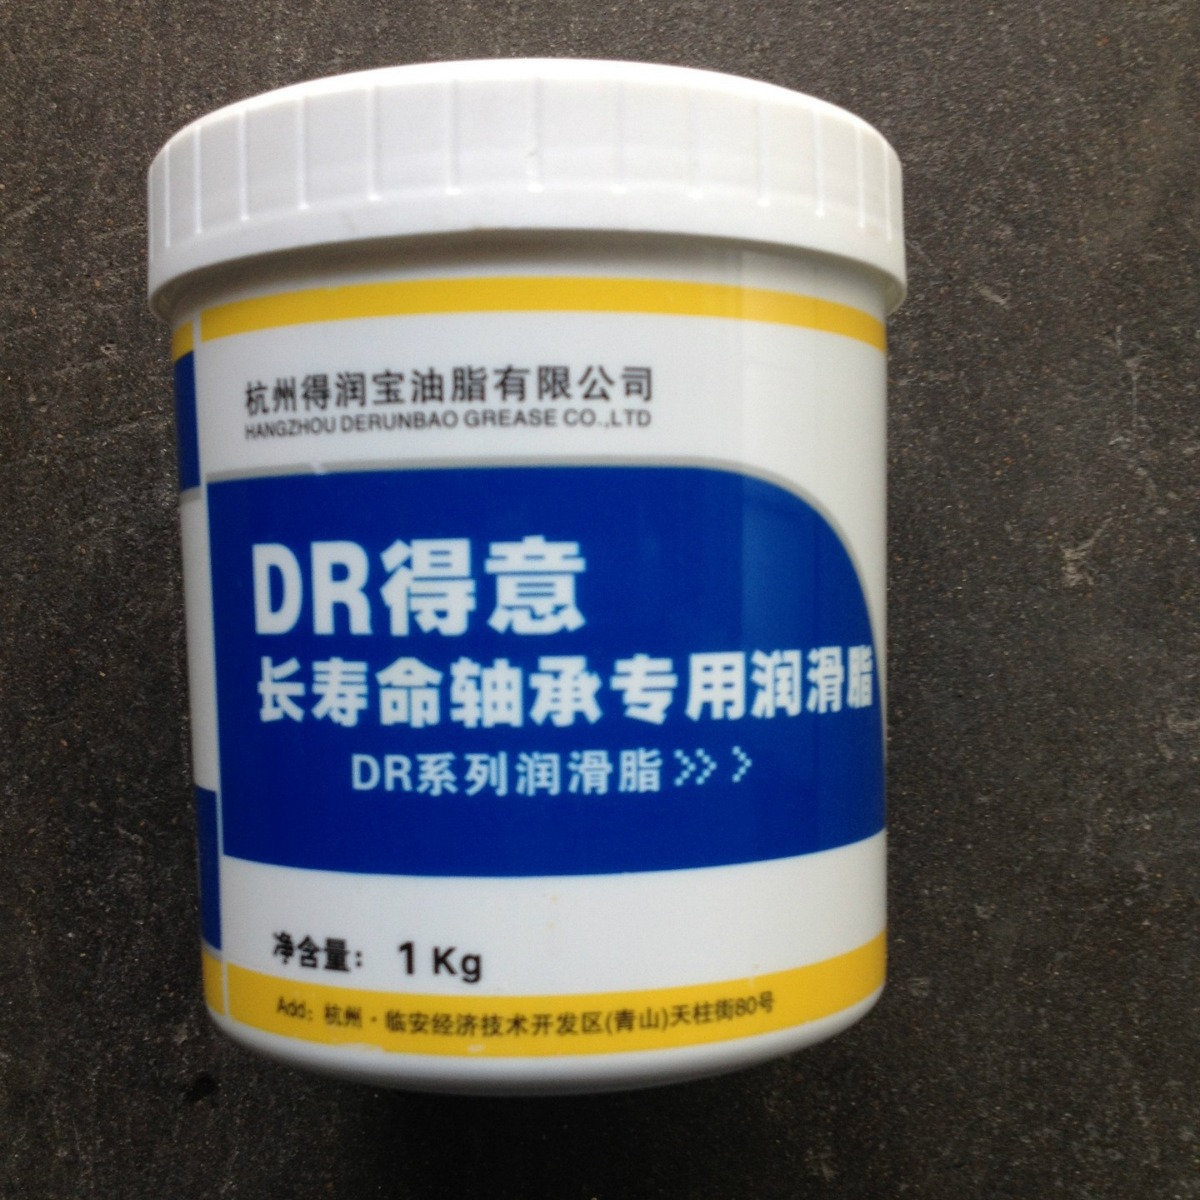 杭州得润宝油脂有限公司
HANGZHOU DERUNBAO GREASE CO.,LTD
DR得意
长寿命轴承专用润滑脂
DR系列润滑脂
净含量： 1 Kg
Add：杭州·临安经济技术开发区(青山)天柱街80号